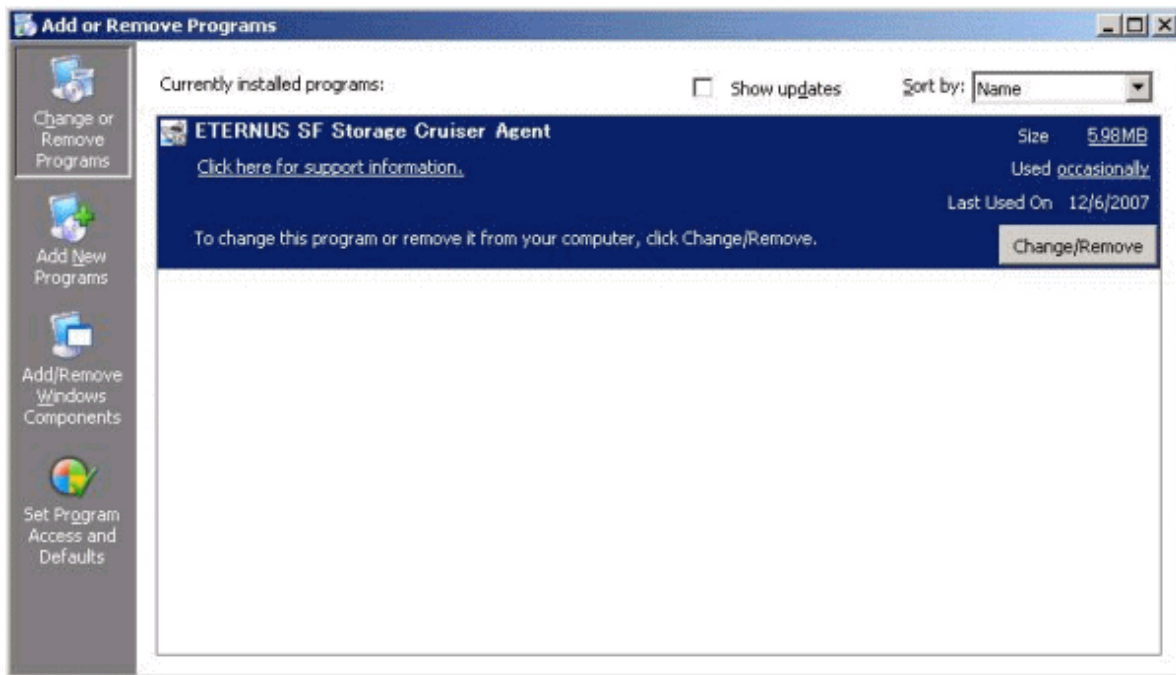 Add or Remove Programs
Change or
Remove
Programs
Add New
Programs
Add/Remove
Windows
Components
Set Program
Access and
Defaults
Currently installed programs:
Show updates
Sort by: Name
ETERNUS SF Storage Cruiser Agent
Size 5.98MB
Click here for support information.
Used occasionally
Last Used On 12/6/2007
To change this program or remove it from your computer, click Change/Remove.
Change/Remove